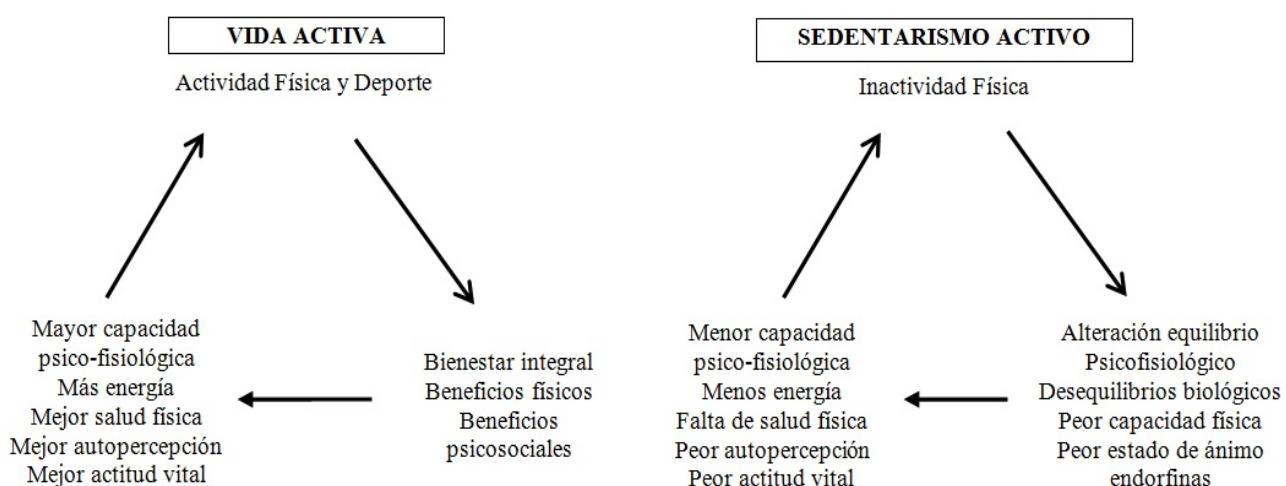 VIDA ACTIVA
Actividad Física y Deporte
Mayor capacidad
psico-fisiológica
Más energía
Mejor salud física
Mejor autopercepción
Mejor actitud vital
Bienestar integral
Beneficios físicos
Beneficios
psicosociales
SEDENTARISMO ACTIVO
Inactividad Física
Menor capacidad
psico-fisiológica
Menos energía
Falta de salud física
Peor autopercepción
Peor actitud vital
Alteración equilibrio
Psicofisiológico
Desequilibrios biológicos
Peor capacidad física
Peor estado de ánimo
endorfinas